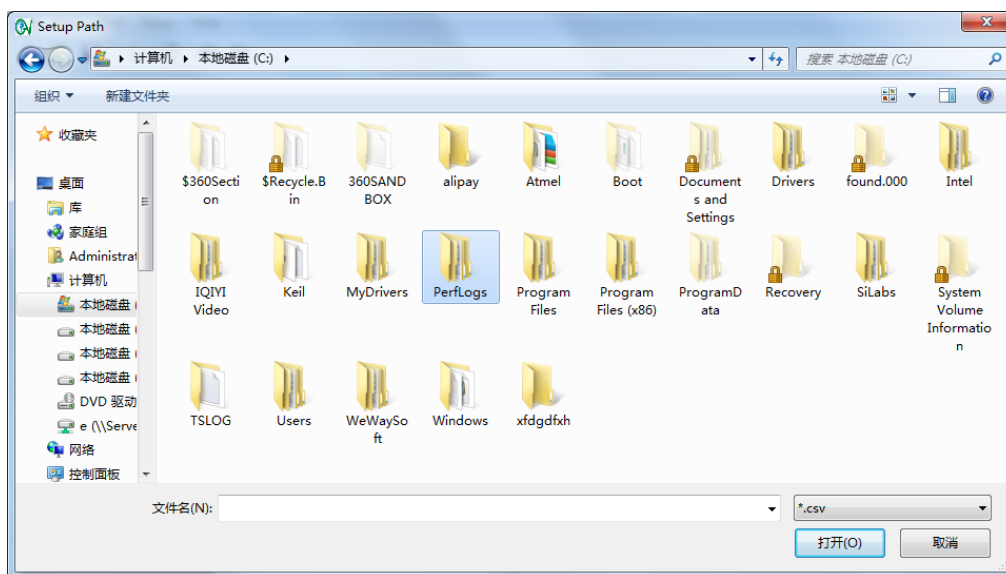 Setup Path
计算机 本地磁盘 (C:)
搜索 本地磁盘 (C:)
组织 新建文件夹
收藏夹
桌面
库
家庭组
Administrat
计算机
本地磁盘 (
本地磁盘 (
本地磁盘 (
本地磁盘 (
DVD 驱动
e (\\Serve
网络
控制面板
$360Secti
on
$Recycle.B
in
360SAND
BOX
alipay
Atmel
Boot
Document
s and
Settings
Drivers
found.000
Intel
IQIYI
Video
Keil
MyDrivers
PerfLogs
Program
Files
Program
Files (x86)
ProgramD
ata
Recovery
SiLabs
System
Volume
Informatio
n
TSLOG
Users
WeWaySo
ft
Windows
xfdgdfxh
文件名(N):
*.csv
打开(O)
取消